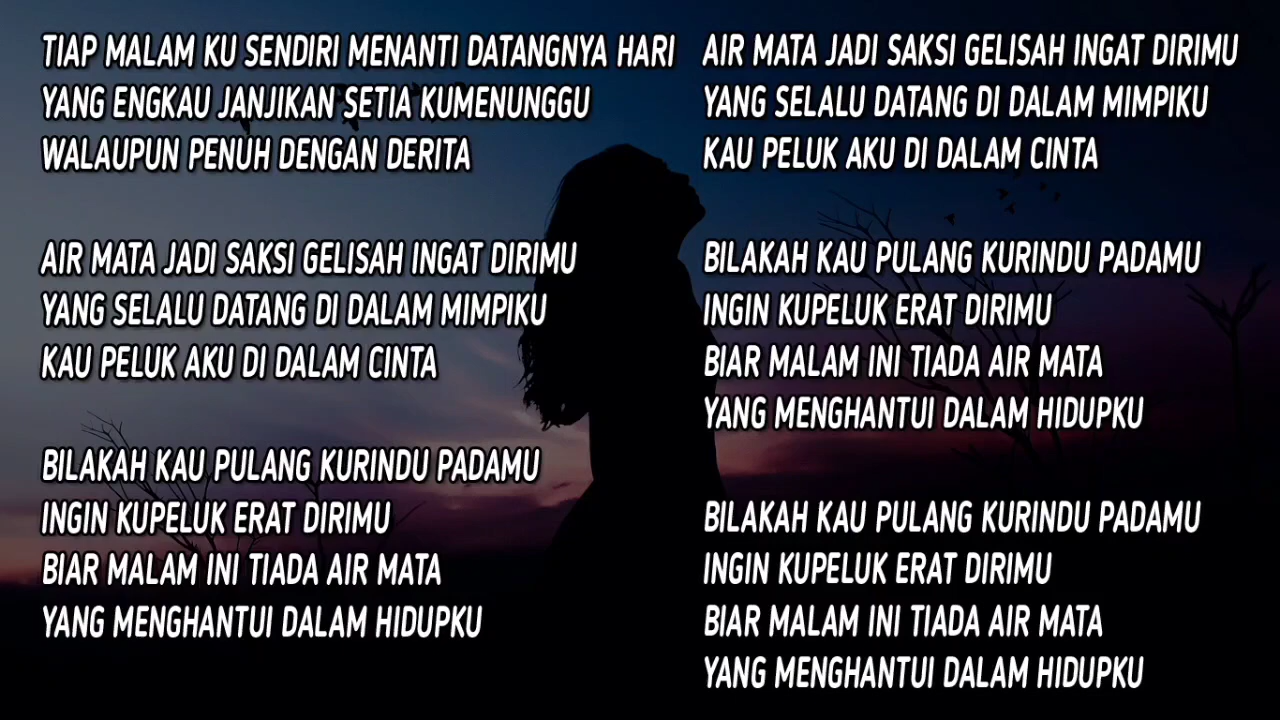 TIAP MALAM KU SENDIRI MENANTI DATANGNYA HARI
YANG ENGKAU JANJIKAN SETIA KUMENUNGGU
WALAUPUN PENUH DENGAN DERITA
AIR MATA JADI SAKSI GELISAH INGAT DIRIMU
YANG SELALU DATANG DI DALAM MIMPIKU
KAU PELUK AKU DI DALAM CINTA
BILAKAH KAU PULANG KURINDU PADAMU
INGIN KUPELUK ERAT DIRIMU
BIAR MALAM INI TIADA AIR MATA
YANG MENGHANTUI DALAM HIDUPKU
AIR MATA JADI SAKSI GELISAH INGAT DIRIMU
YANG SELALU DATANG DI DALAM MIMPIKU
KAU PELUK AKU DI DALAM CINTA
BILAKAH KAU PULANG KURINDU PADAMU
INGIN KUPELUK ERAT DIRIMU
BIAR MALAM INI TIADA AIR MATA
YANG MENGHANTUI DALAM HIDUPKU
BILAKAH KAU PULANG KURINDU PADAMU
INGIN KUPELUK ERAT DIRIMU
BIAR MALAM INI TIADA AIR MATA
YANG MENGHANTUI DALAM HIDUPKU